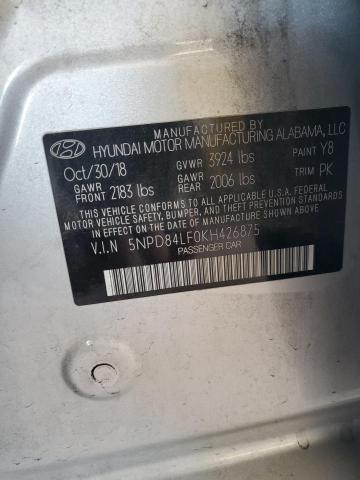 MANUFACTURED BY
HYUNDAI MOTOR MANUFACTURING ALABAMA, LLC
Oct/30/18 GVWR 3924 lbs PAINT Y8
GAWR FRONT 2183 lbs GAWR REAR 2006 lbs TRIM PK
THIS VEHICLE CONFORMS TO ALL APPLICABLE U.S. FEDERAL
MOTOR VEHICLE SAFETY, BUMPER, AND THEFT PREVENTION
STANDARDS IN EFFECT ON THE DATE OF MANUFACTURE SHOWN ABOVE.
V.I.N 5NPD84LF0KH426875
PASSENGER CAR